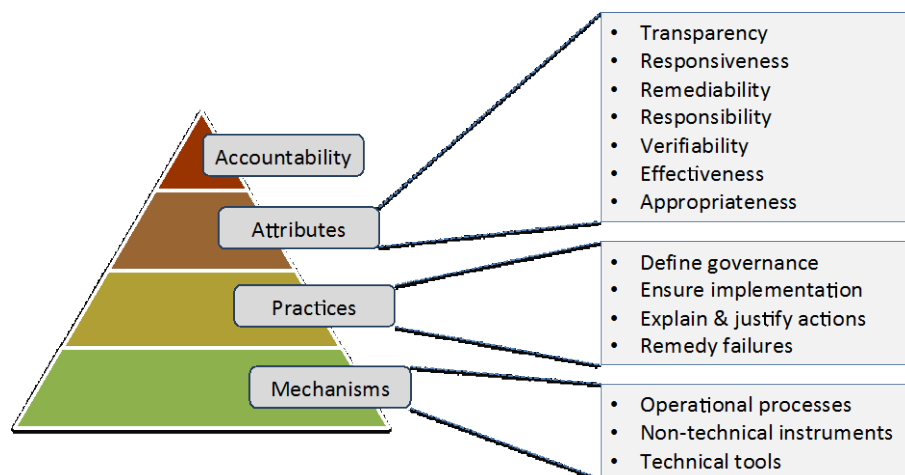 Accountability
Attributes
Practices
Mechanisms
• Transparency
• Responsiveness
• Remediability
• Responsibility
• Verifiability
• Effectiveness
• Appropriateness
• Define governance
• Ensure implementation
• Explain & justify actions
• Remedy failures
• Operational processes
• Non-technical instruments
• Technical tools